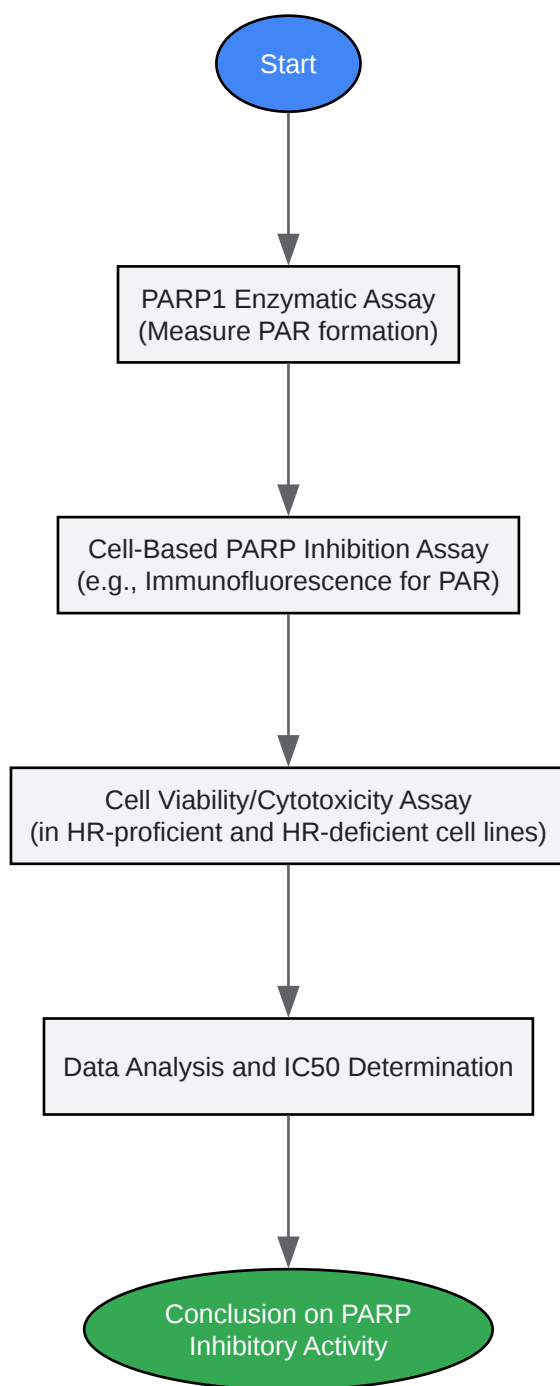 Start
PARP1 Enzymatic Assay
(Measure PAR formation)
Cell-Based PARP Inhibition Assay
(e.g., Immunofluorescence for PAR)
Cell Viability/Cytotoxicity Assay
(in HR-proficient and HR-deficient cell lines)
Data Analysis and IC50 Determination
Conclusion on PARP
Inhibitory Activity